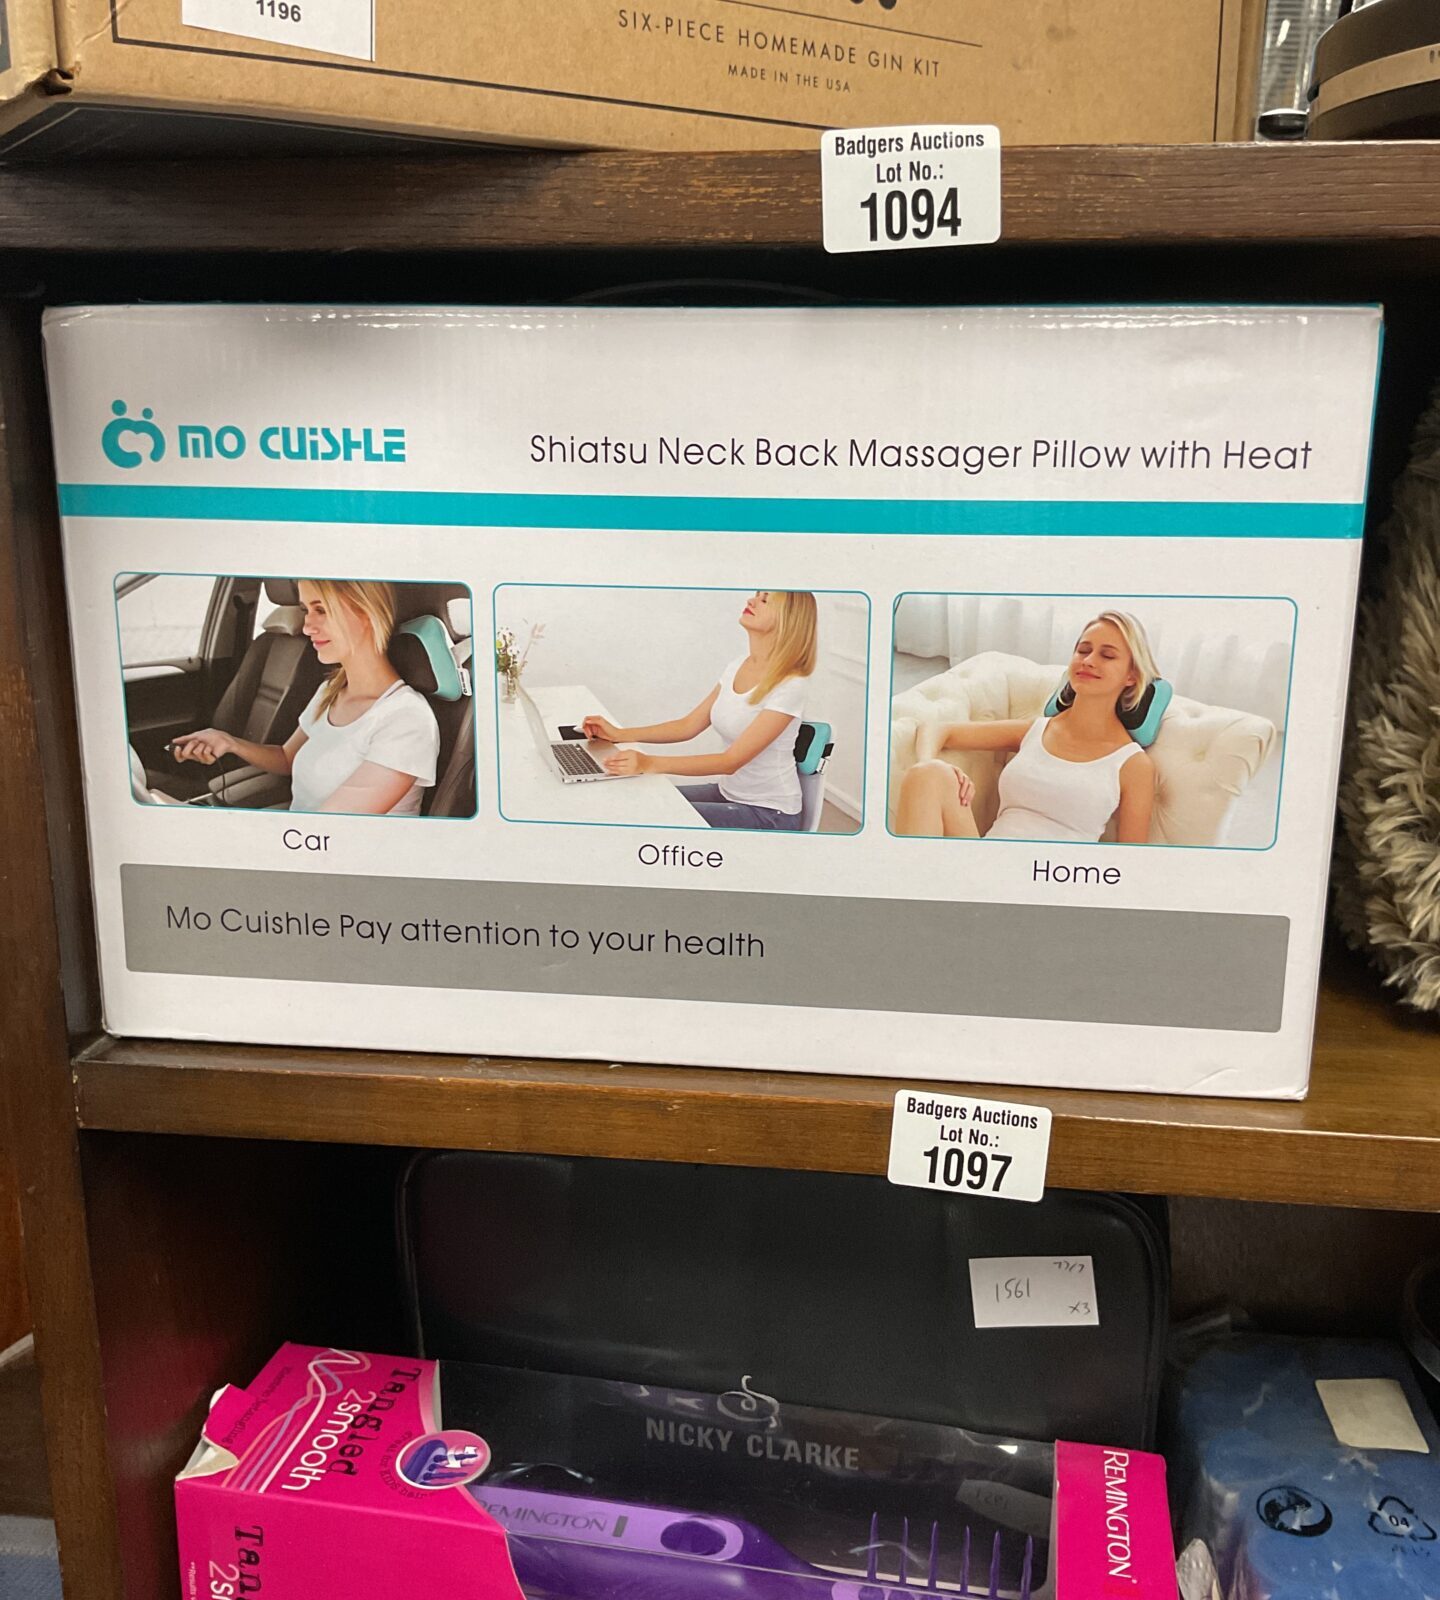 1196
SIX-PIECE HOMEMADE GIN KIT
MADE IN THE USA
Badgers Auctions
Lot No.:
1094
mo CUiSHLE
Shiatsu Neck Back Massager Pillow with Heat
Car
Office
Home
Mo Cuishle Pay attention to your health
Badgers Auctions
Lot No.:
1097
1561
x3
Tangled
2smooth
NICKY CLARKE
REMINGTON
REMINGTON
04